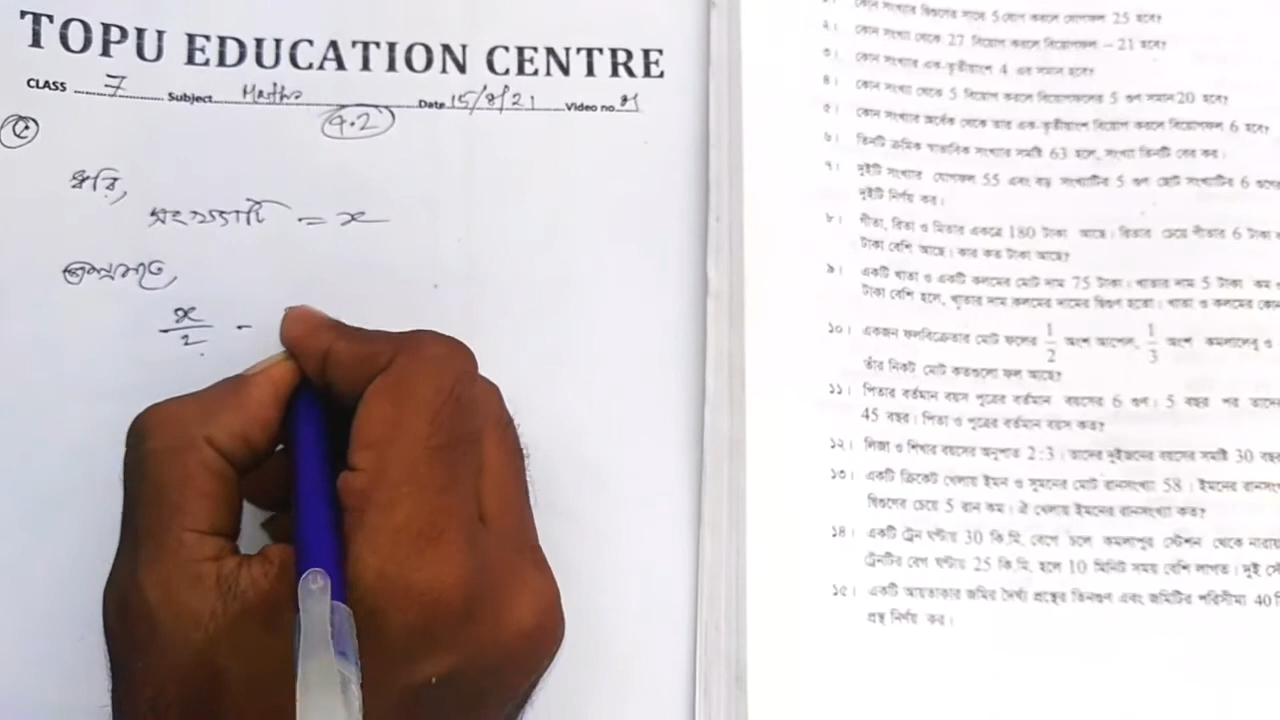 TOPU EDUCATION CENTRE
CLASS 7 Subject Maths Date 15/8/21 Video no.
৭.২
৫
ধরি,
সংখ্যাটি = x
প্রশ্নমতে,
x/2 -
কোন সংখ্যার দ্বিগুণের সাথে 5 যোগ করলে যোগফল 25 হবে?
২। কোন সংখ্যা থেকে 27 বিয়োগ করলে বিয়োগফল – 21 হবে?
৩। কোন সংখ্যার এক-তৃতীয়াংশ 4 এর সমান হবে?
৪। কোন সংখ্যা থেকে 5 বিয়োগ করলে বিয়োগফলের 5 গুণ সমান 20 হবে?
৫। কোন সংখ্যার অর্ধেক থেকে তার এক-তৃতীয়াংশ বিয়োগ করলে বিয়োগফল 6 হবে?
৬। তিনটি ক্রমিক স্বাভাবিক সংখ্যার সমষ্টি 63 হলে, সংখ্যা তিনটি বের কর।
৭। দুইটি সংখ্যার যোগফল 55 এবং বড় সংখ্যাটির 5 গুণ ছোট সংখ্যাটির 6 গুণের
দুইটি নির্ণয় কর।
৮। গীতা, রিতা ও মিতার একত্রে 180 টাকা আছে। রিতার চেয়ে গীতার 6 টাকা
টাকা বেশি আছে। কার কত টাকা আছে?
৯। একটি খাতা ও একটি কলমের মোট দাম 75 টাকা। খাতার দাম 5 টাকা কম ও
টাকা বেশি হলে, খাতার দাম কলমের দামের দ্বিগুণ হতো। খাতা ও কলমের কোন
১০। একজন ফলবিক্রেতার মোট ফলের 1/2 অংশ আপেল, 1/3 অংশ কমলালেবু ও
তাঁর নিকট মোট কতগুলো ফল আছে?
১১। পিতার বর্তমান বয়স পুত্রের বর্তমান বয়সের 6 গুণ। 5 বছর পর তাদের
45 বছর। পিতা ও পুত্রের বর্তমান বয়স কত?
১২। লিজা ও শিখার বয়সের অনুপাত 2:3। তাদের দুইজনের বয়সের সমষ্টি 30 বছর
১৩। একটি ক্রিকেট খেলায় ইমন ও সুমনের মোট রানসংখ্যা 58। ইমনের রানসং
দ্বিগুণের চেয়ে 5 রান কম। ঐ খেলায় ইমনের রানসংখ্যা কত?
১৪। একটি ট্রেন ঘণ্টায় 30 কি.মি. বেগে চলে কমলাপুর স্টেশন থেকে নারায়
ট্রেনটির বেগ ঘণ্টায় 25 কি.মি. হলে 10 মিনিট সময় বেশি লাগত। দুই স্টে
১৫। একটি আয়তাকার জমির দৈর্ঘ্য প্রস্থের তিনগুণ এবং জমিটির পরিসীমা 40
প্রস্থ নির্ণয় কর।